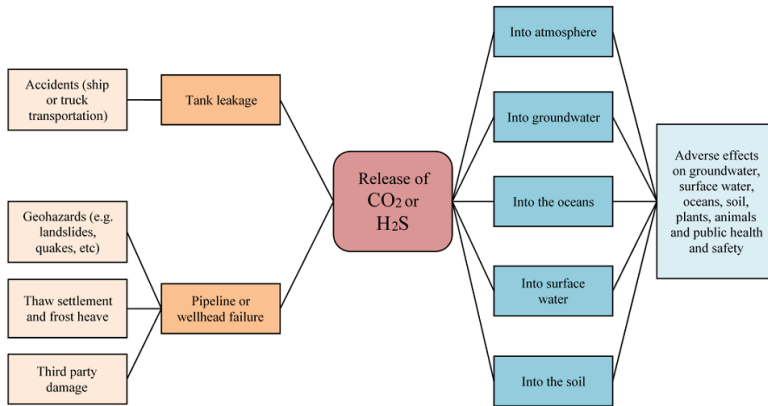 Accidents (ship
or truck
transportation)
Tank leakage
Geohazards (e.g.
landslides,
quakes, etc)
Thaw settlement
and frost heave
Third party
damage
Pipeline or
wellhead failure
Release of
CO2 or
H2S
Into atmosphere
Into groundwater
Into the oceans
Into surface
water
Into the soil
Adverse effects
on groundwater,
surface water,
oceans, soil,
plants, animals
and public health
and safety